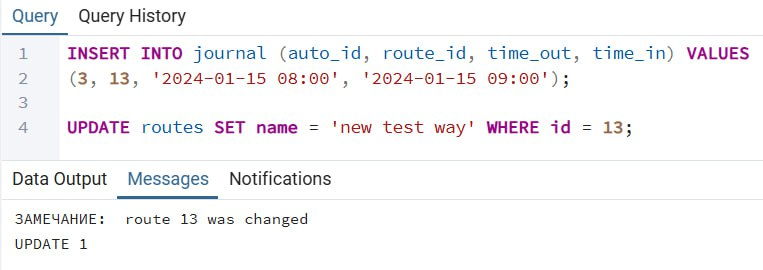 Query Query History
1 INSERT INTO journal (auto_id, route_id, time_out, time_in) VALUES
2 (3, 13, '2024-01-15 08:00', '2024-01-15 09:00');
3
4 UPDATE routes SET name = 'new test way' WHERE id = 13;
Data Output Messages Notifications
ЗАМЕЧАНИЕ: route 13 was changed
UPDATE 1